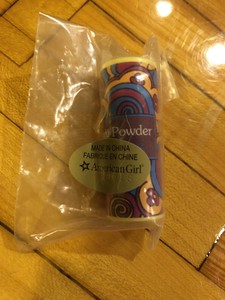 Powder
MADE IN CHINA
FABRIQUÉ EN CHINE
American Girl®